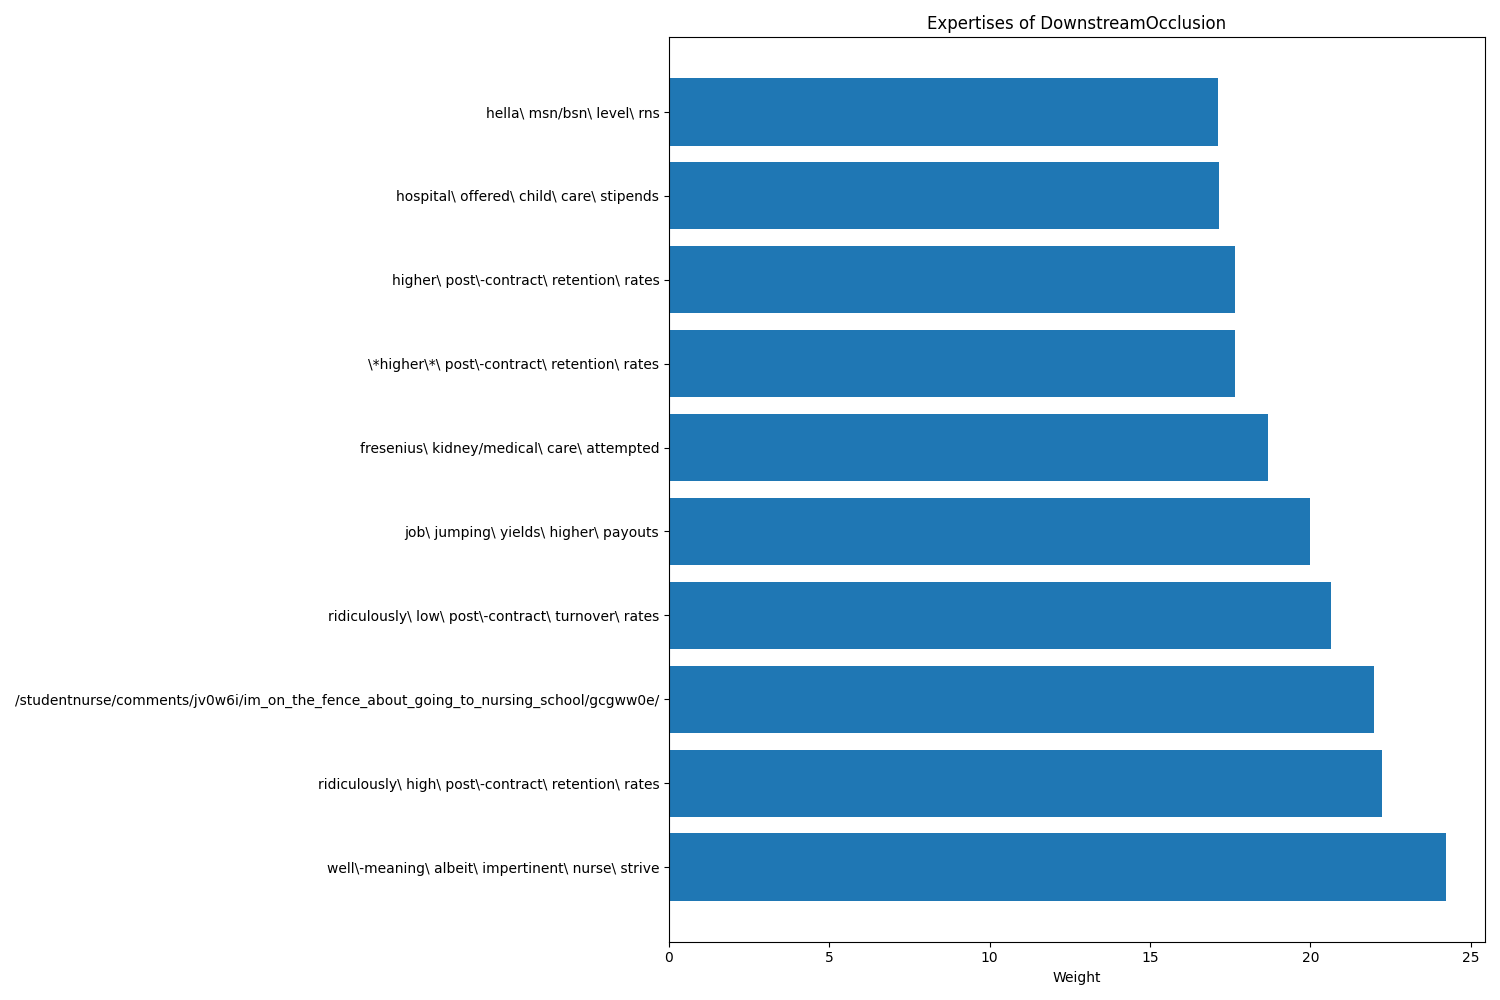 Expertises of DownstreamOcclusion
hella\ msn/bsn\ level\ rns
hospital\ offered\ child\ care\ stipends
higher\ post\-contract\ retention\ rates
\*higher\*\ post\-contract\ retention\ rates
fresenius\ kidney/medical\ care\ attempted
job\ jumping\ yields\ higher\ payouts
ridiculously\ low\ post\-contract\ turnover\ rates
/studentnurse/comments/jv0w6i/im_on_the_fence_about_going_to_nursing_school/gcgww0e/
ridiculously\ high\ post\-contract\ retention\ rates
well\-meaning\ albeit\ impertinent\ nurse\ strive
0 5 10 15 20 25
Weight